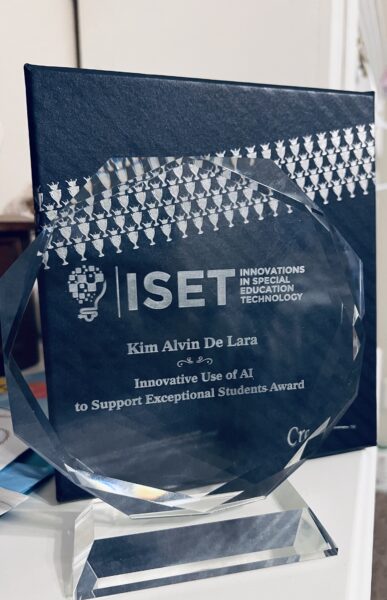 ISET
INNOVATIONS
IN SPECIAL
EDUCATION
TECHNOLOGY
Kim Alvin De Lara
Innovative Use of AI
to Support Exceptional Students Award